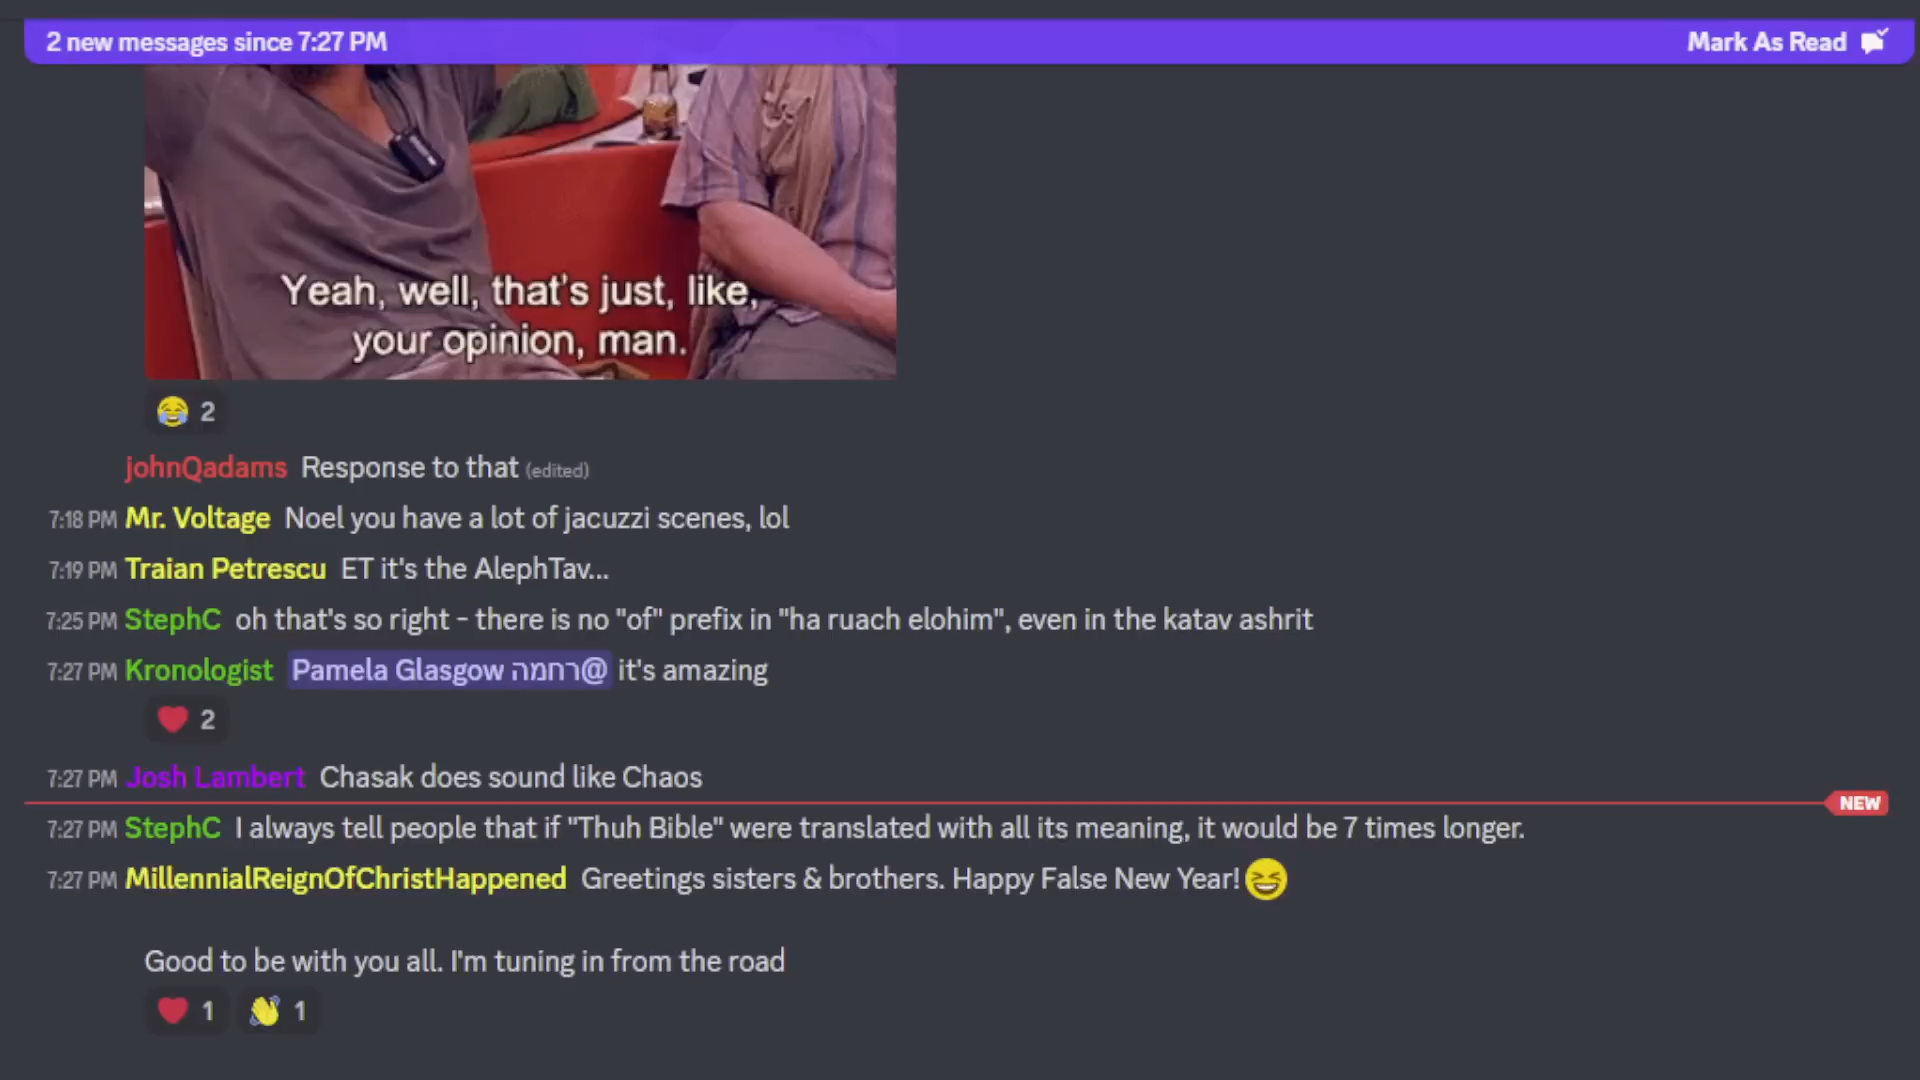 2 new messages since 7:27 PM
Mark As Read
Yeah, well, that's just, like,
your opinion, man.
2
johnQadams Response to that (edited)
7:18 PM Mr. Voltage Noel you have a lot of jacuzzi scenes, lol
7:19 PM Traian Petrescu ET it's the AlephTav...
7:25 PM StephC oh that's so right - there is no "of" prefix in "ha ruach elohim", even in the katav ashrit
7:27 PM Kronologist Pamela Glasgow רחמה@ it's amazing
2
7:27 PM Josh Lambert Chasak does sound like Chaos
NEW
7:27 PM StephC I always tell people that if "Thuh Bible" were translated with all its meaning, it would be 7 times longer.
7:27 PM MillennialReignOfChristHappened Greetings sisters & brothers. Happy False New Year! 😆
Good to be with you all. I'm tuning in from the road
1 1